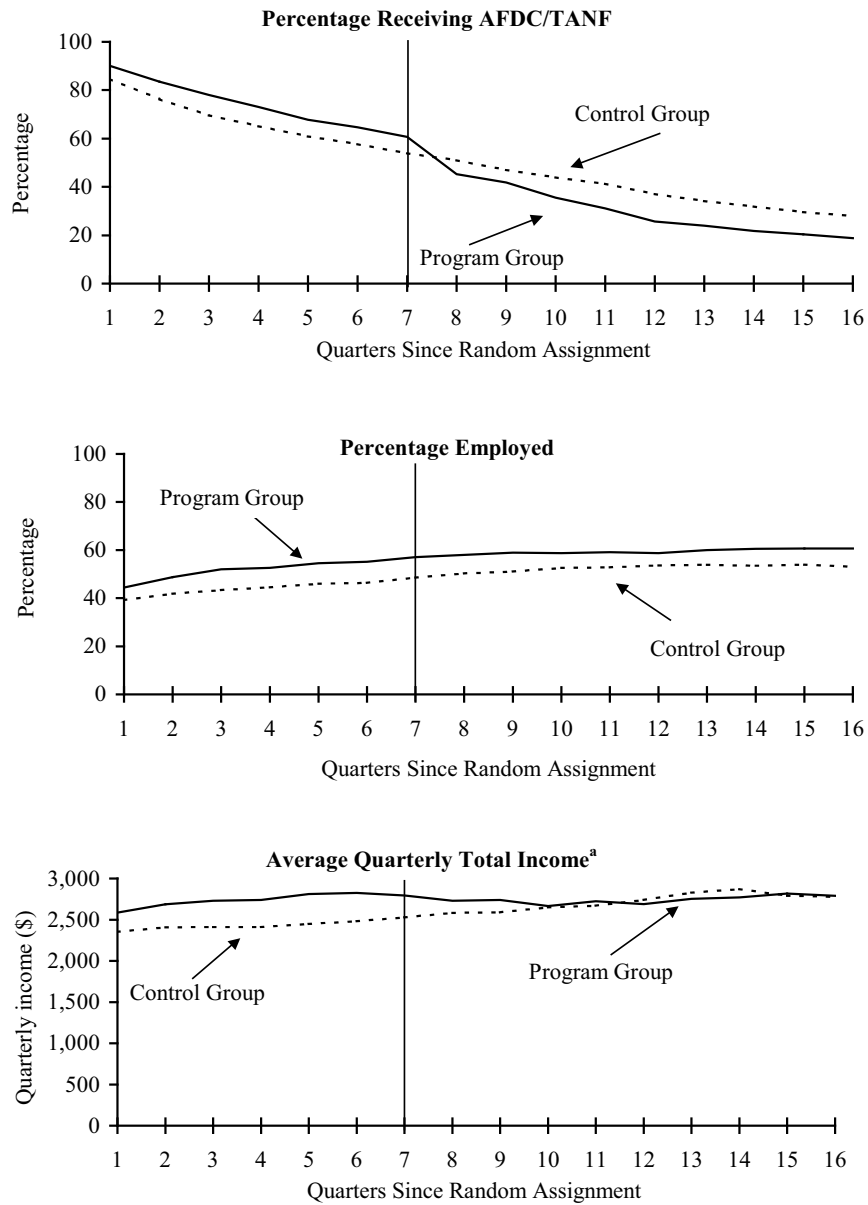 Percentage Receiving AFDC/TANF
100
80
60
40
20
0
Percentage
Control Group
Program Group
1 2 3 4 5 6 7 8 9 10 11 12 13 14 15 16
Quarters Since Random Assignment
Percentage Employed
100
80
60
40
20
0
Percentage
Program Group
Control Group
1 2 3 4 5 6 7 8 9 10 11 12 13 14 15 16
Quarters Since Random Assignment
Average Quarterly Total Incomeᵃ
3,000
2,500
2,000
1,500
1,000
500
0
Quarterly income ($)
Control Group
Program Group
1 2 3 4 5 6 7 8 9 10 11 12 13 14 15 16
Quarters Since Random Assignment